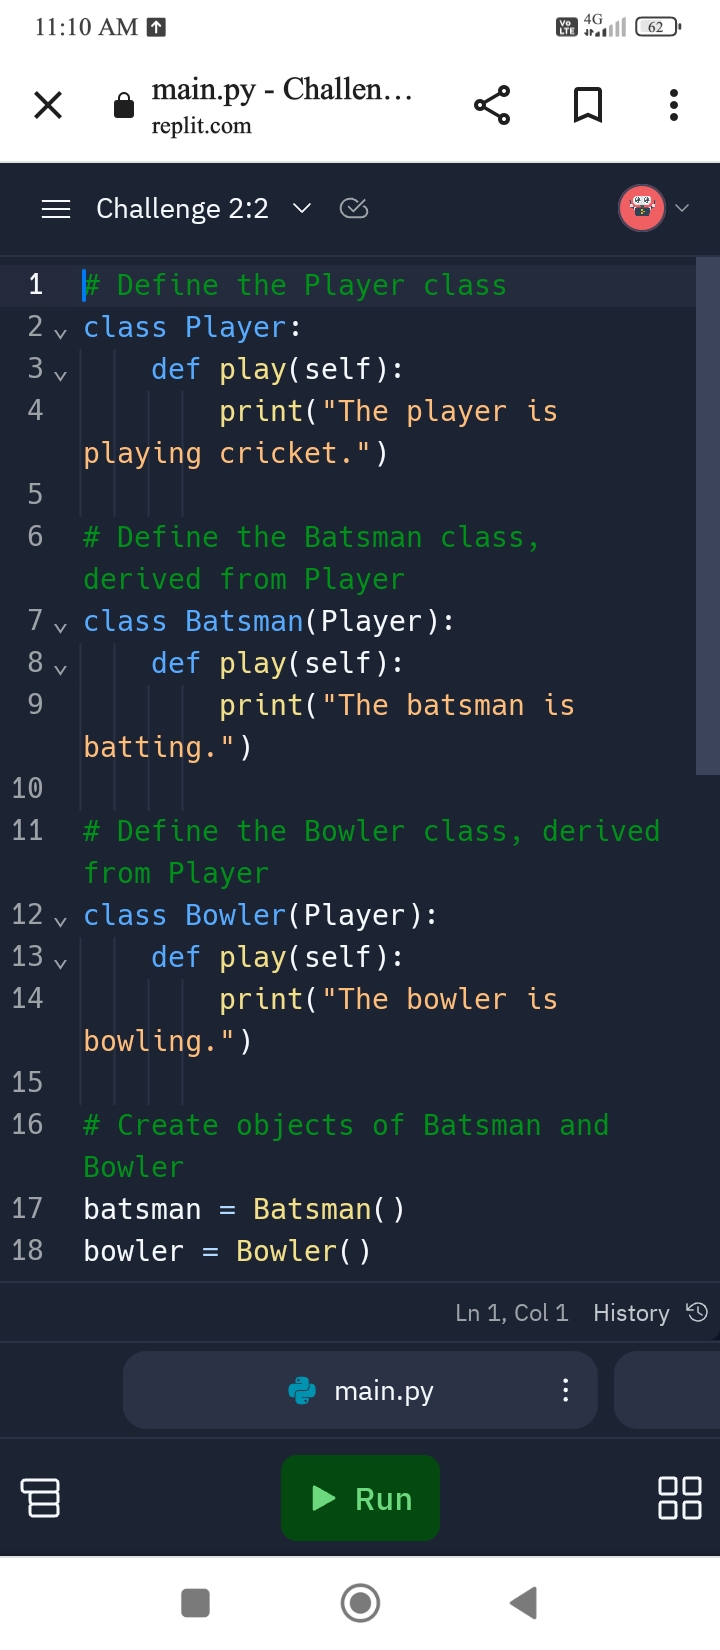 11:10 AM
Vo LTE 4G 62
main.py - Challen...
replit.com
Challenge 2:2
1 # Define the Player class
2 class Player:
3     def play(self):
4         print("The player is
playing cricket.")
5
6 # Define the Batsman class,
derived from Player
7 class Batsman(Player):
8     def play(self):
9         print("The batsman is
batting.")
10
11 # Define the Bowler class, derived
from Player
12 class Bowler(Player):
13     def play(self):
14         print("The bowler is
bowling.")
15
16 # Create objects of Batsman and
Bowler
17 batsman = Batsman()
18 bowler = Bowler()
Ln 1, Col 1 History
main.py
Run